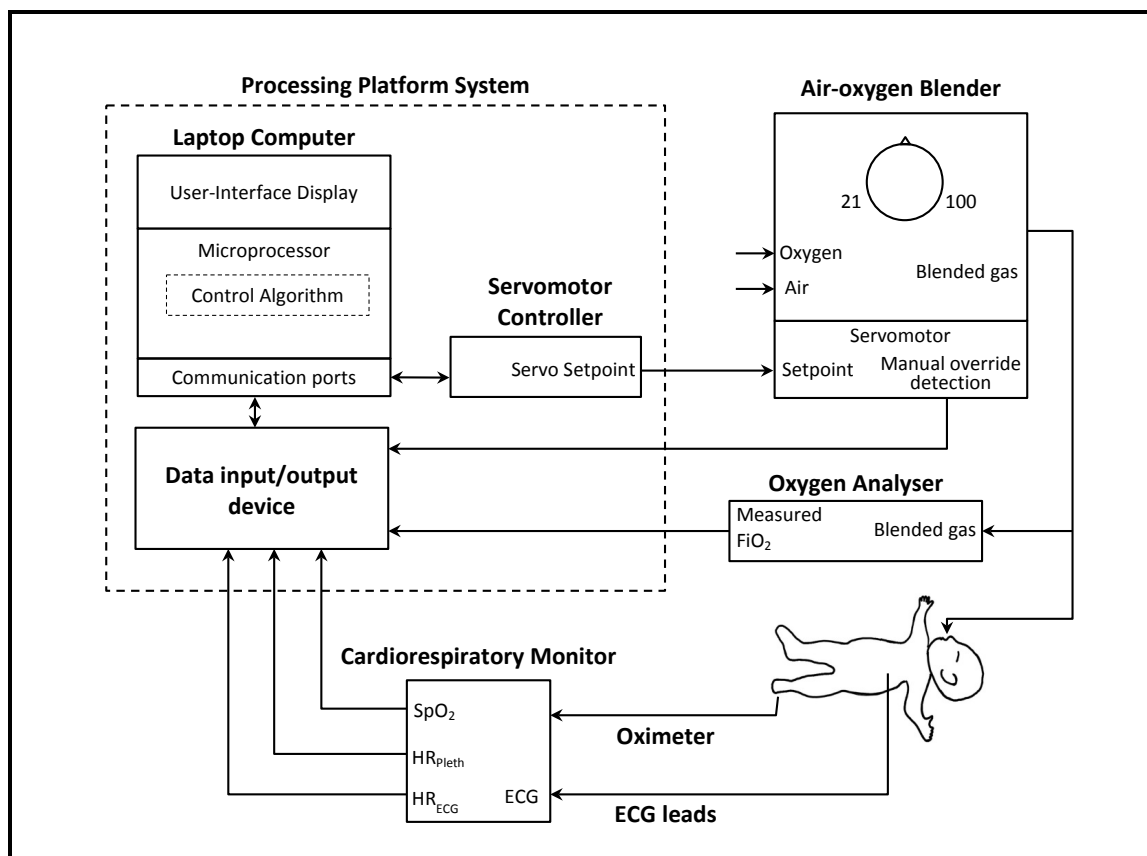 Processing Platform System
Laptop Computer
User-Interface Display
Microprocessor
Control Algorithm
Communication ports
Servomotor
Controller
Servo Setpoint
Data input/output
device
Air-oxygen Blender
21
100
Oxygen
Air
Blended gas
Servomotor
Setpoint
Manual override
detection
Oxygen Analyser
Measured
FiO₂
Blended gas
Cardiorespiratory Monitor
SpO₂
HR_Pleth
HR_ECG
ECG
Oximeter
ECG leads